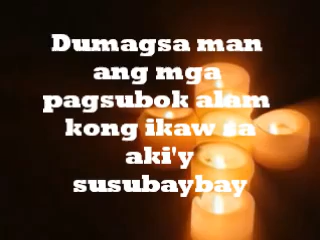 Dumagsa man
ang mga
pagsubok alam
kong ikaw sa
aki'y
susubaybay